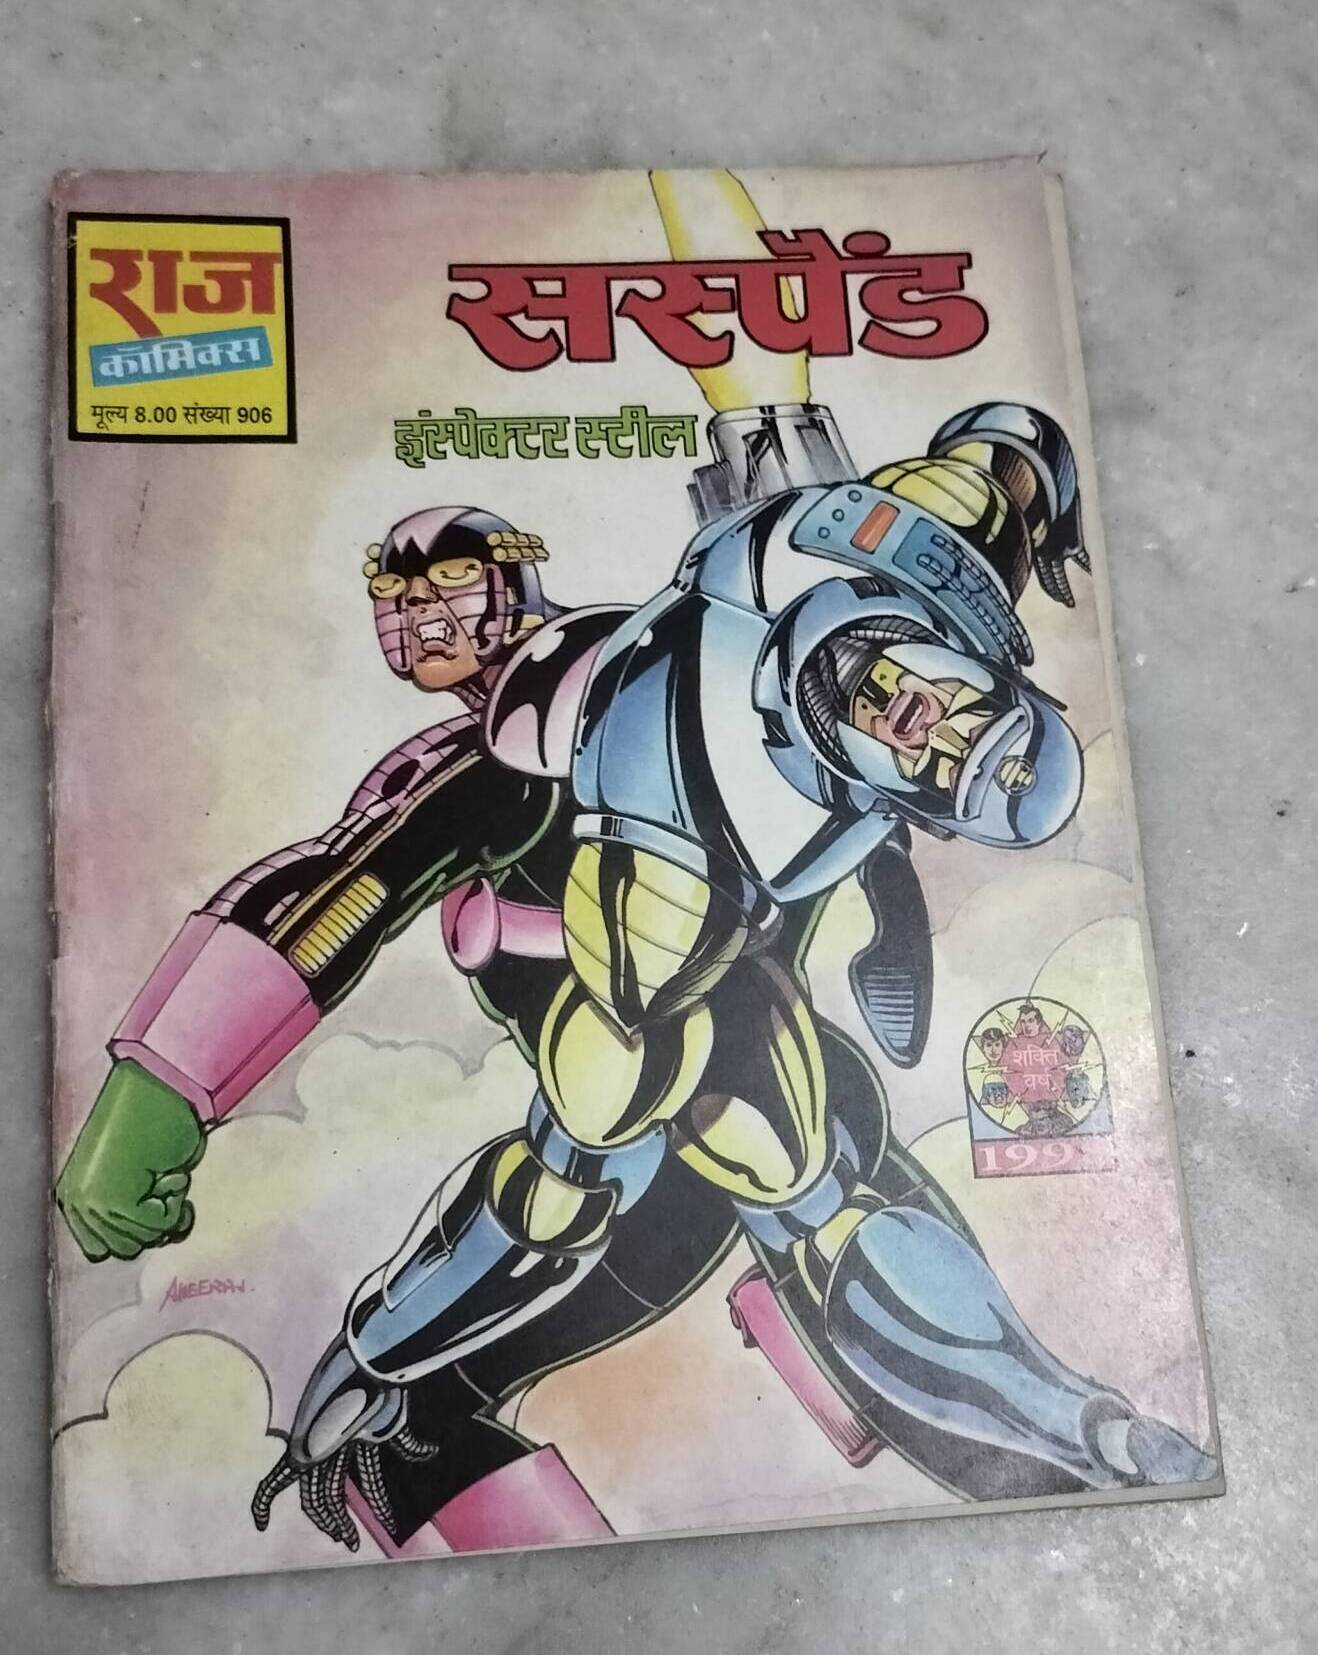 राज
कॉमिक्स
मूल्य 8.00 संख्या 906
सस्पैंड
इंस्पेक्टर स्टील
शक्ति
वर्ष